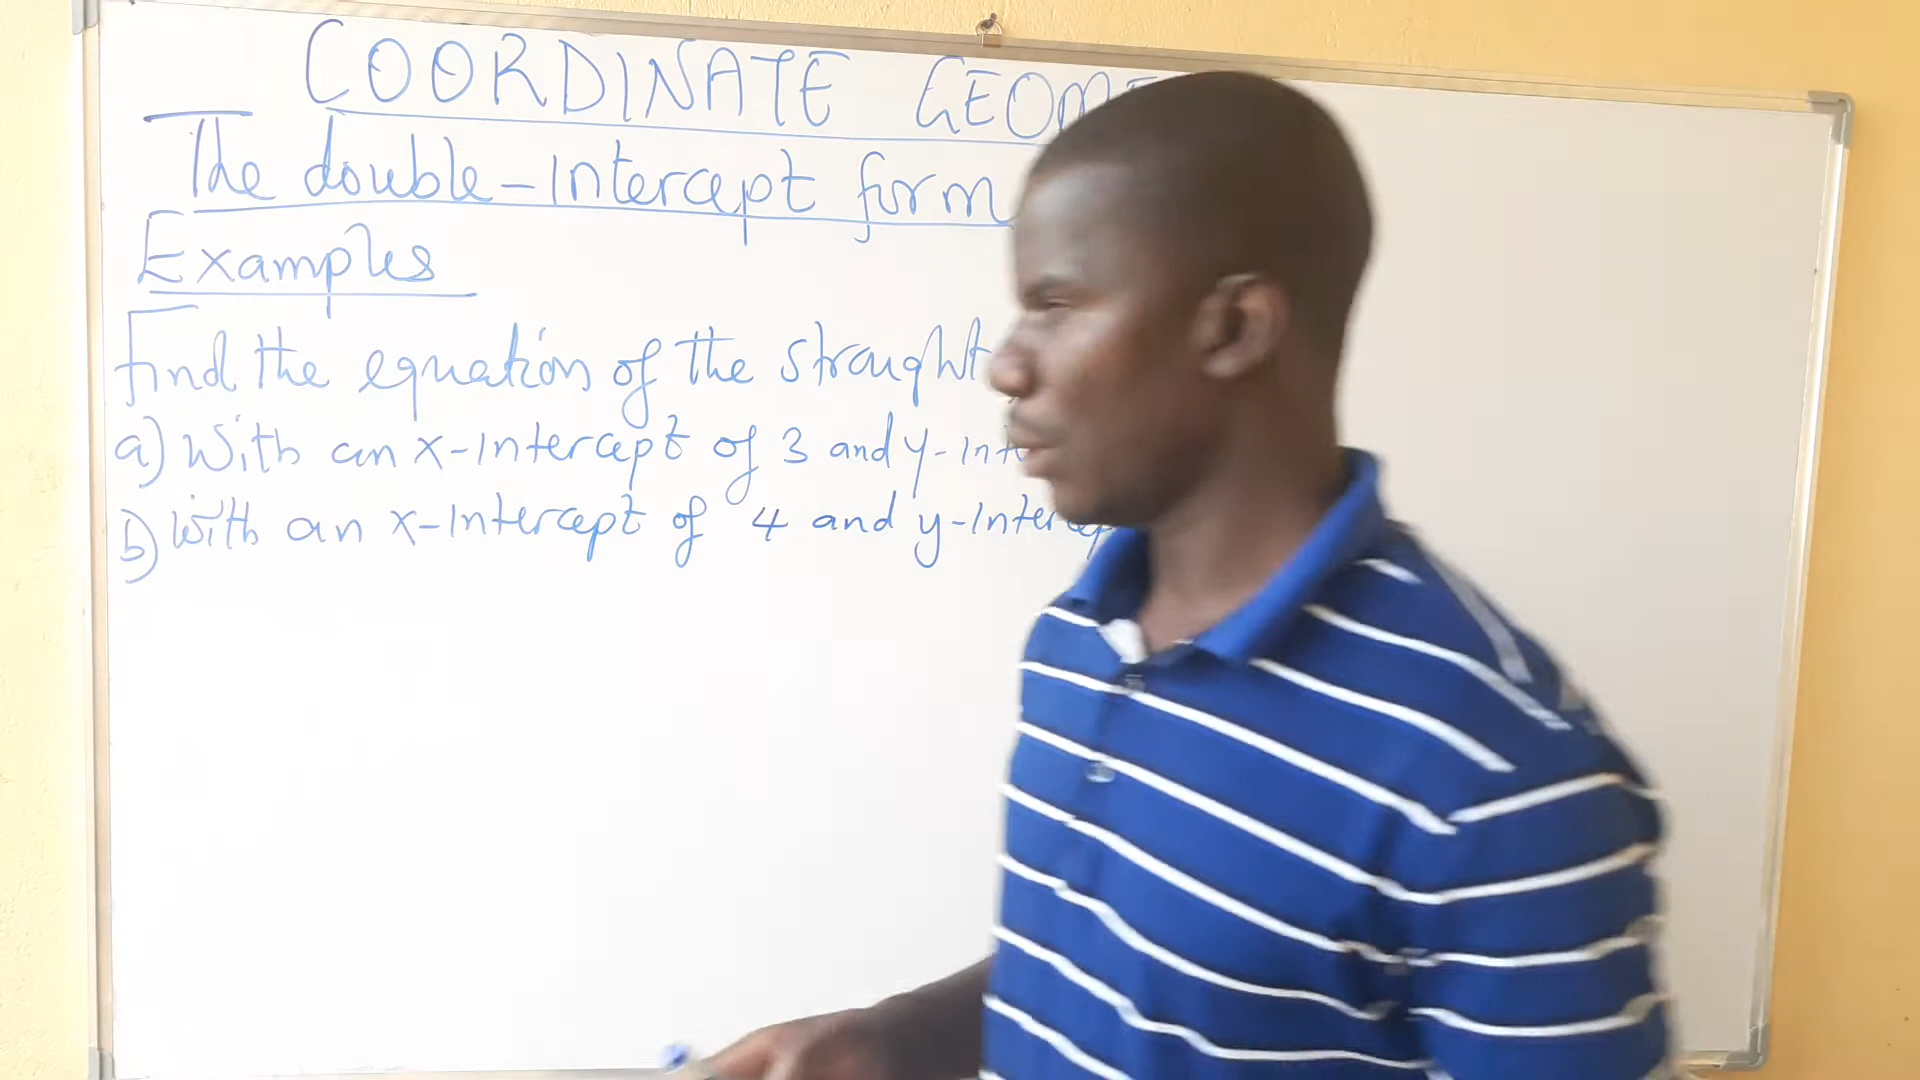 COORDINATE GEOM
The double-intercept form
Examples
Find the equation of the straight
a) With an x-intercept of 3 and y-int
b) With an x-intercept of 4 and y-intercep